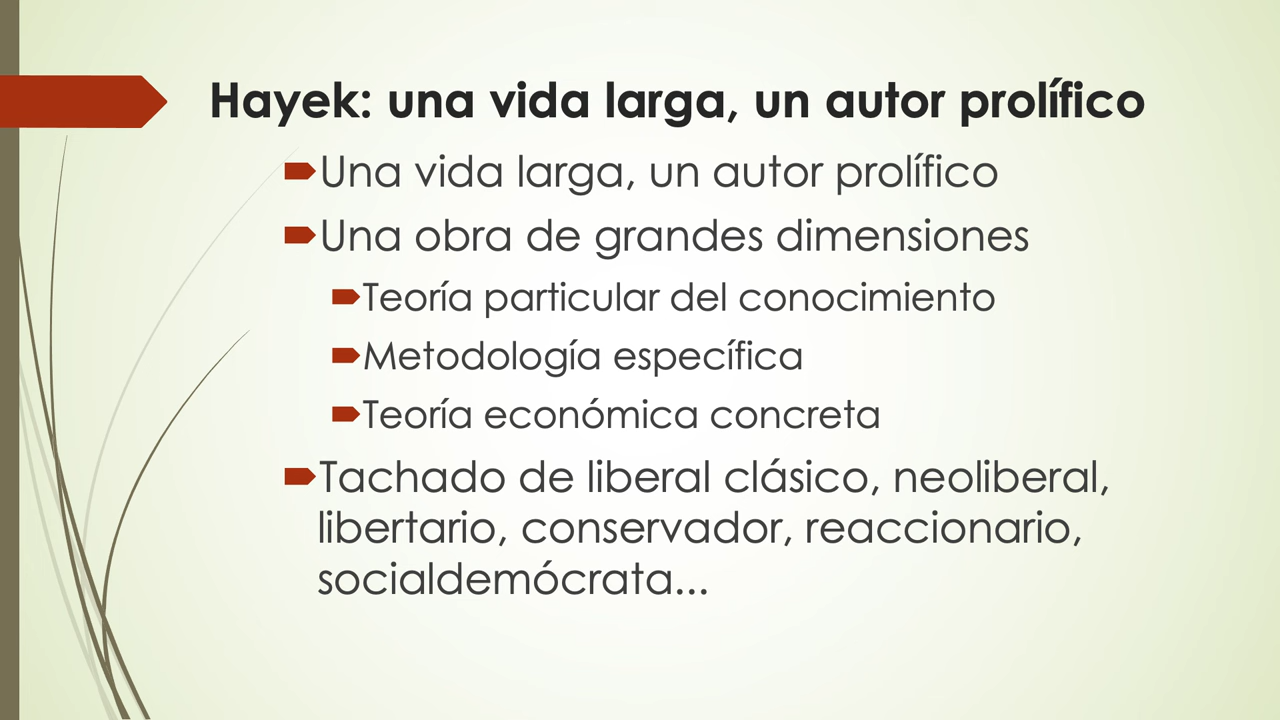 Hayek: una vida larga, un autor prolífico
Una vida larga, un autor prolífico
Una obra de grandes dimensiones
Teoría particular del conocimiento
Metodología específica
Teoría económica concreta
Tachado de liberal clásico, neoliberal,
libertario, conservador, reaccionario,
socialdemócrata...